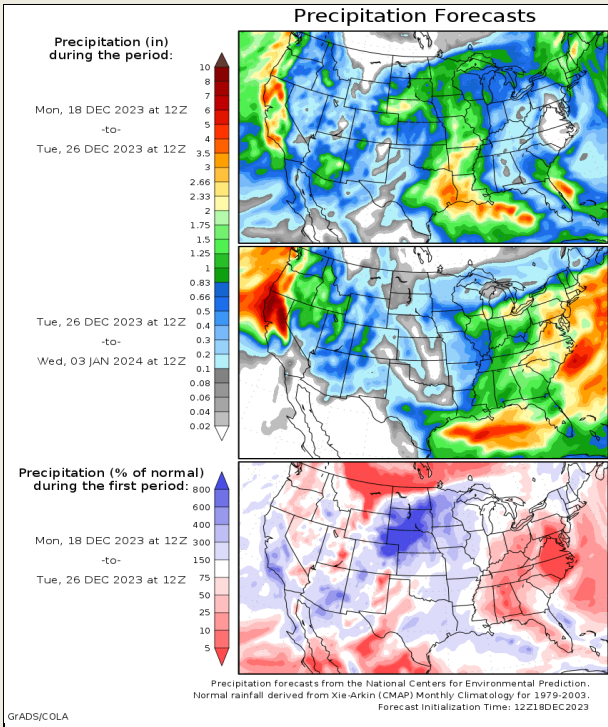 Precipitation Forecasts
Precipitation (in)
during the period:
Mon, 18 DEC 2023 at 12Z
-to-
Tue, 26 DEC 2023 at 12Z
10
8
7
6
5
4
3.5
3
2.66
2.33
2
1.75
1.5
1.25
1
0.83
0.66
0.5
0.4
0.3
0.2
0.1
0.08
0.06
0.04
0.02
Tue, 26 DEC 2023 at 12Z
-to-
Wed, 03 JAN 2024 at 12Z
Precipitation (% of normal)
during the first period:
Mon, 18 DEC 2023 at 12Z
-to-
Tue, 26 DEC 2023 at 12Z
800
600
400
300
150
75
50
25
10
5
Precipitation forecasts from the National Centers for Environmental Prediction.
Normal rainfall derived from Xie-Arkin (CMAP) Monthly Climatology for 1979-2003.
Forecast Initialization Time: 12Z18DEC2023
GrADS/COLA